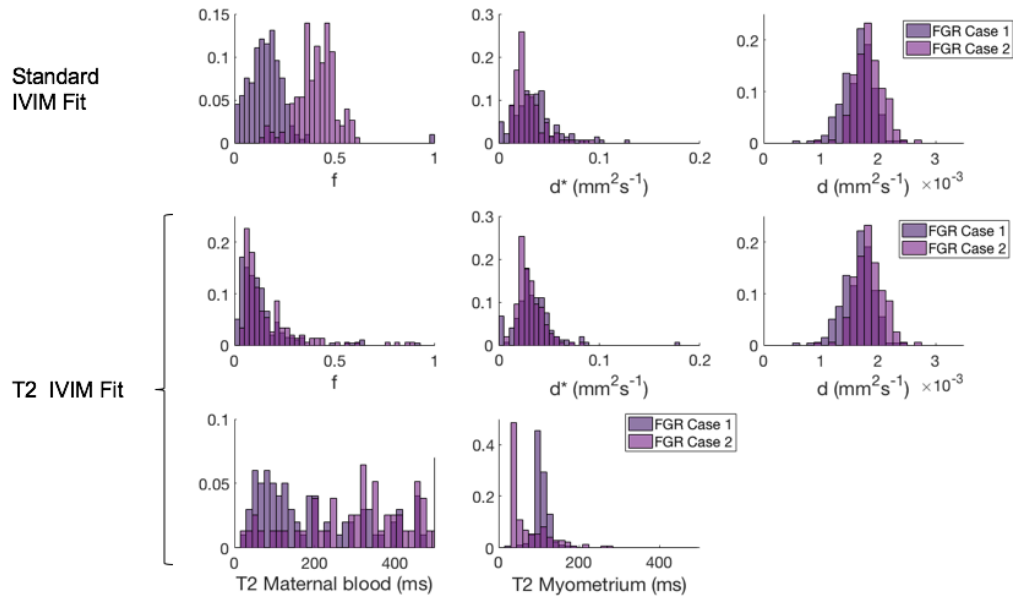 Standard
IVIM Fit
0.15
0.1
0.05
0
0 0.5 1
f
0.3
0.2
0.1
0
0 0.1 0.2
d* (mm²s⁻¹)
0.2
0.1
0
0 1 2 3
d (mm²s⁻¹) ×10⁻³
FGR Case 1
FGR Case 2
T2 IVIM Fit
0.2
0.1
0
0 0.5 1
f
0.3
0.2
0.1
0
0 0.1 0.2
d* (mm²s⁻¹)
0.2
0.1
0
0 1 2 3
d (mm²s⁻¹) ×10⁻³
FGR Case 1
FGR Case 2
0.1
0.05
0
200 400
T2 Maternal blood (ms)
0.4
0.2
0
200 400
T2 Myometrium (ms)
FGR Case 1
FGR Case 2